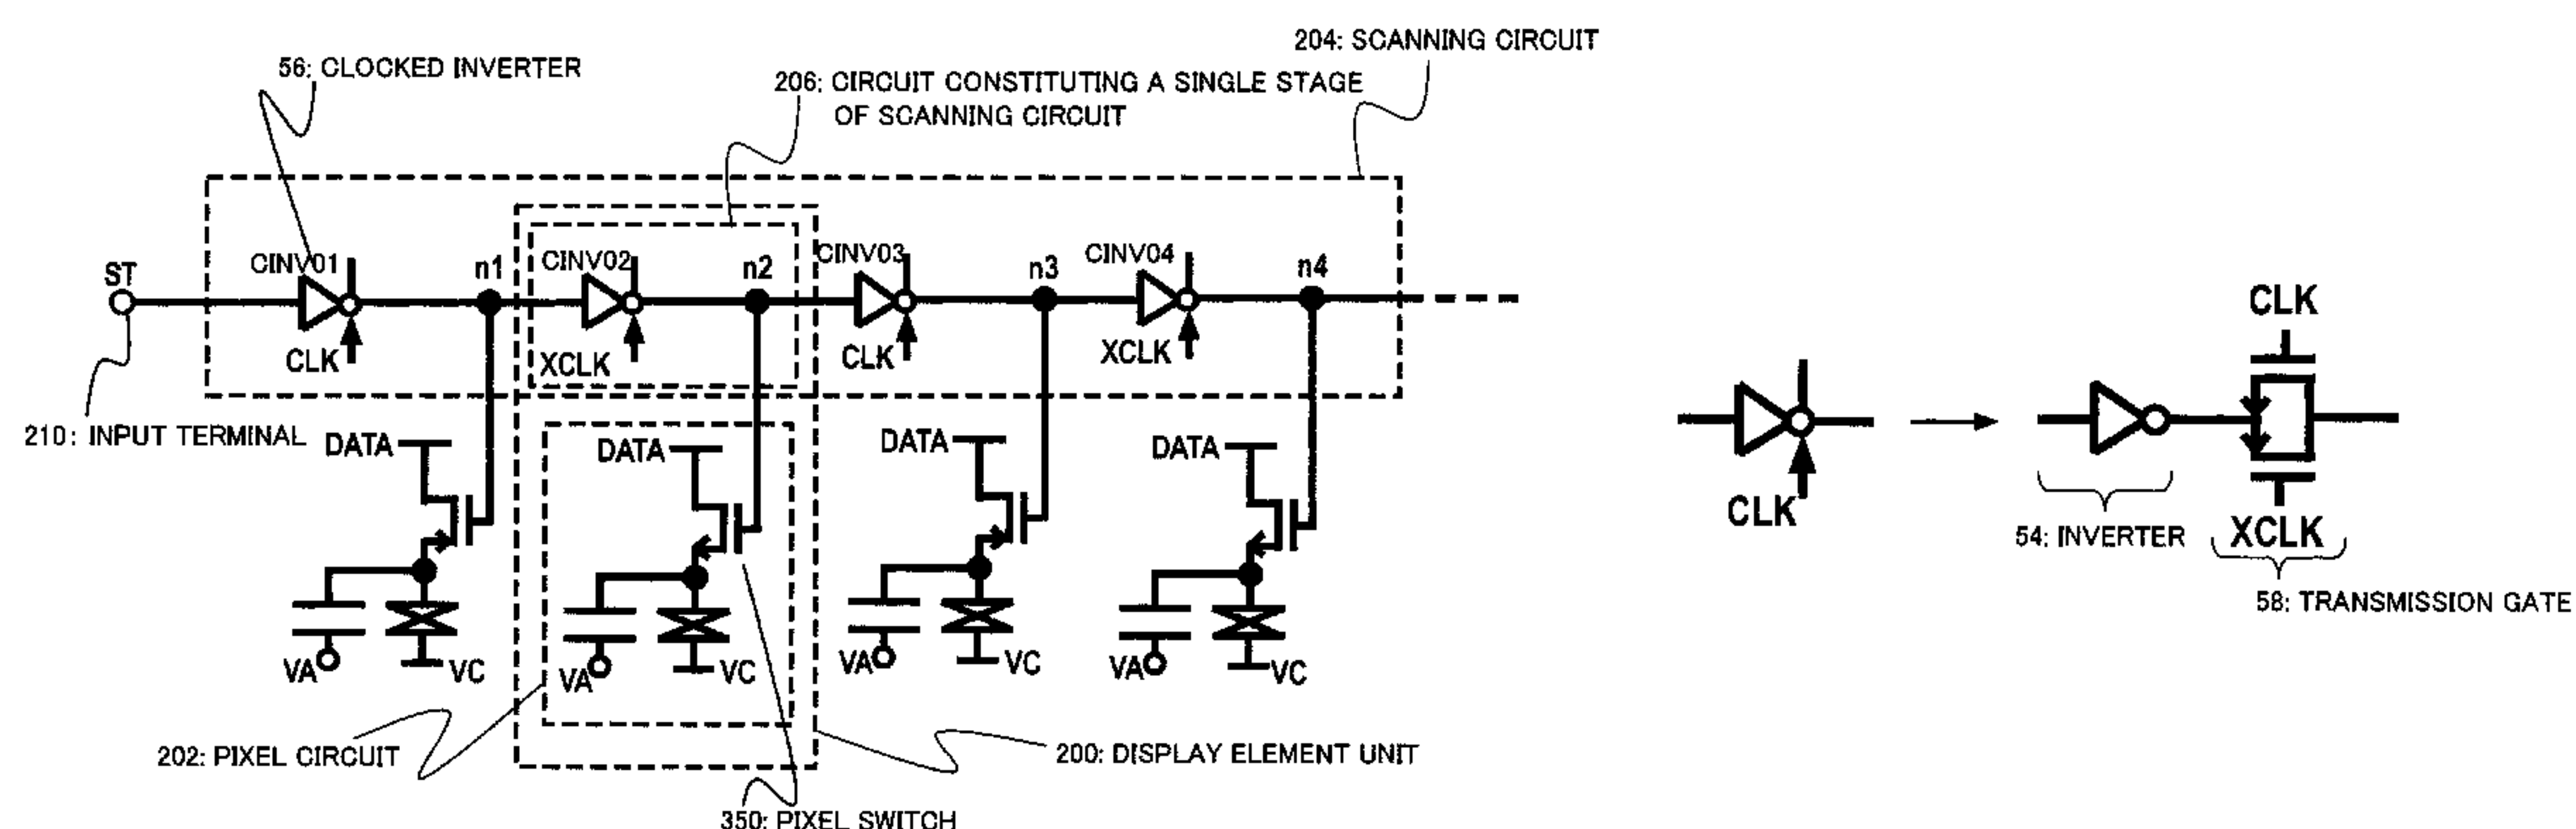 204: SCANNING CIRCUIT
56: CLOCKED INVERTER
206: CIRCUIT CONSTITUTING A SINGLE STAGE
OF SCANNING CIRCUIT
ST
CINV01
n1
CINV02
n2
CINV03
n3
CINV04
n4
CLK
XCLK
CLK
XCLK
210: INPUT TERMINAL
DATA
DATA
DATA
DATA
VA
VC
VA
VC
VA
VC
VA
VC
202: PIXEL CIRCUIT
200: DISPLAY ELEMENT UNIT
350: PIXEL SWITCH
CLK
CLK
54: INVERTER
XCLK
58: TRANSMISSION GATE